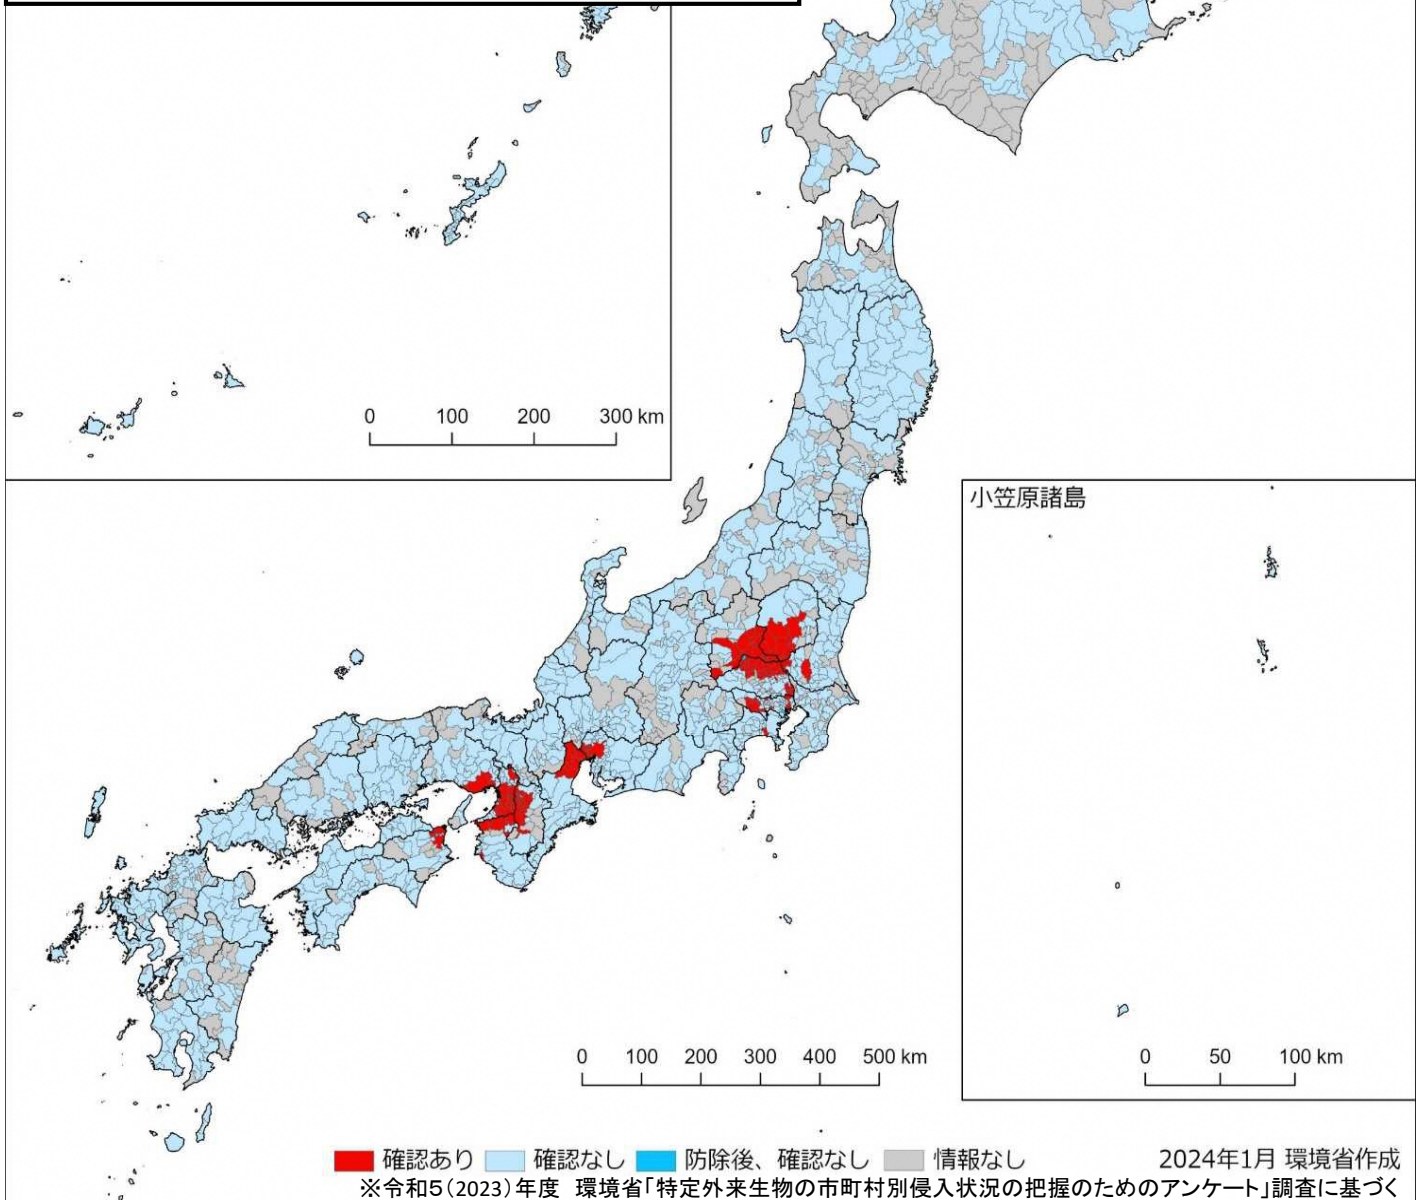 0 100 200 300 km
小笠原諸島
0 100 200 300 400 500 km
0 50 100 km
確認あり 確認なし 防除後、確認なし 情報なし 2024年1月 環境省作成
※令和5(2023)年度 環境省「特定外来生物の市町村別侵入状況の把握のためのアンケート」調査に基づく